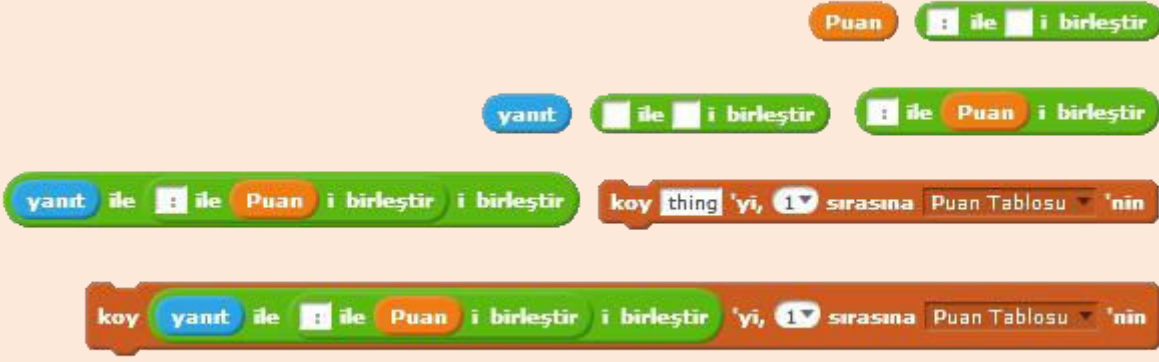 Puan : ile i birleştir
yanıt ile i birleştir : ile Puan i birleştir
yanıt ile : ile Puan i birleştir i birleştir koy thing 'yi, 1 sırasına Puan Tablosu 'nin
koy yanıt ile : ile Puan i birleştir i birleştir 'yi, 1 sırasına Puan Tablosu 'nin